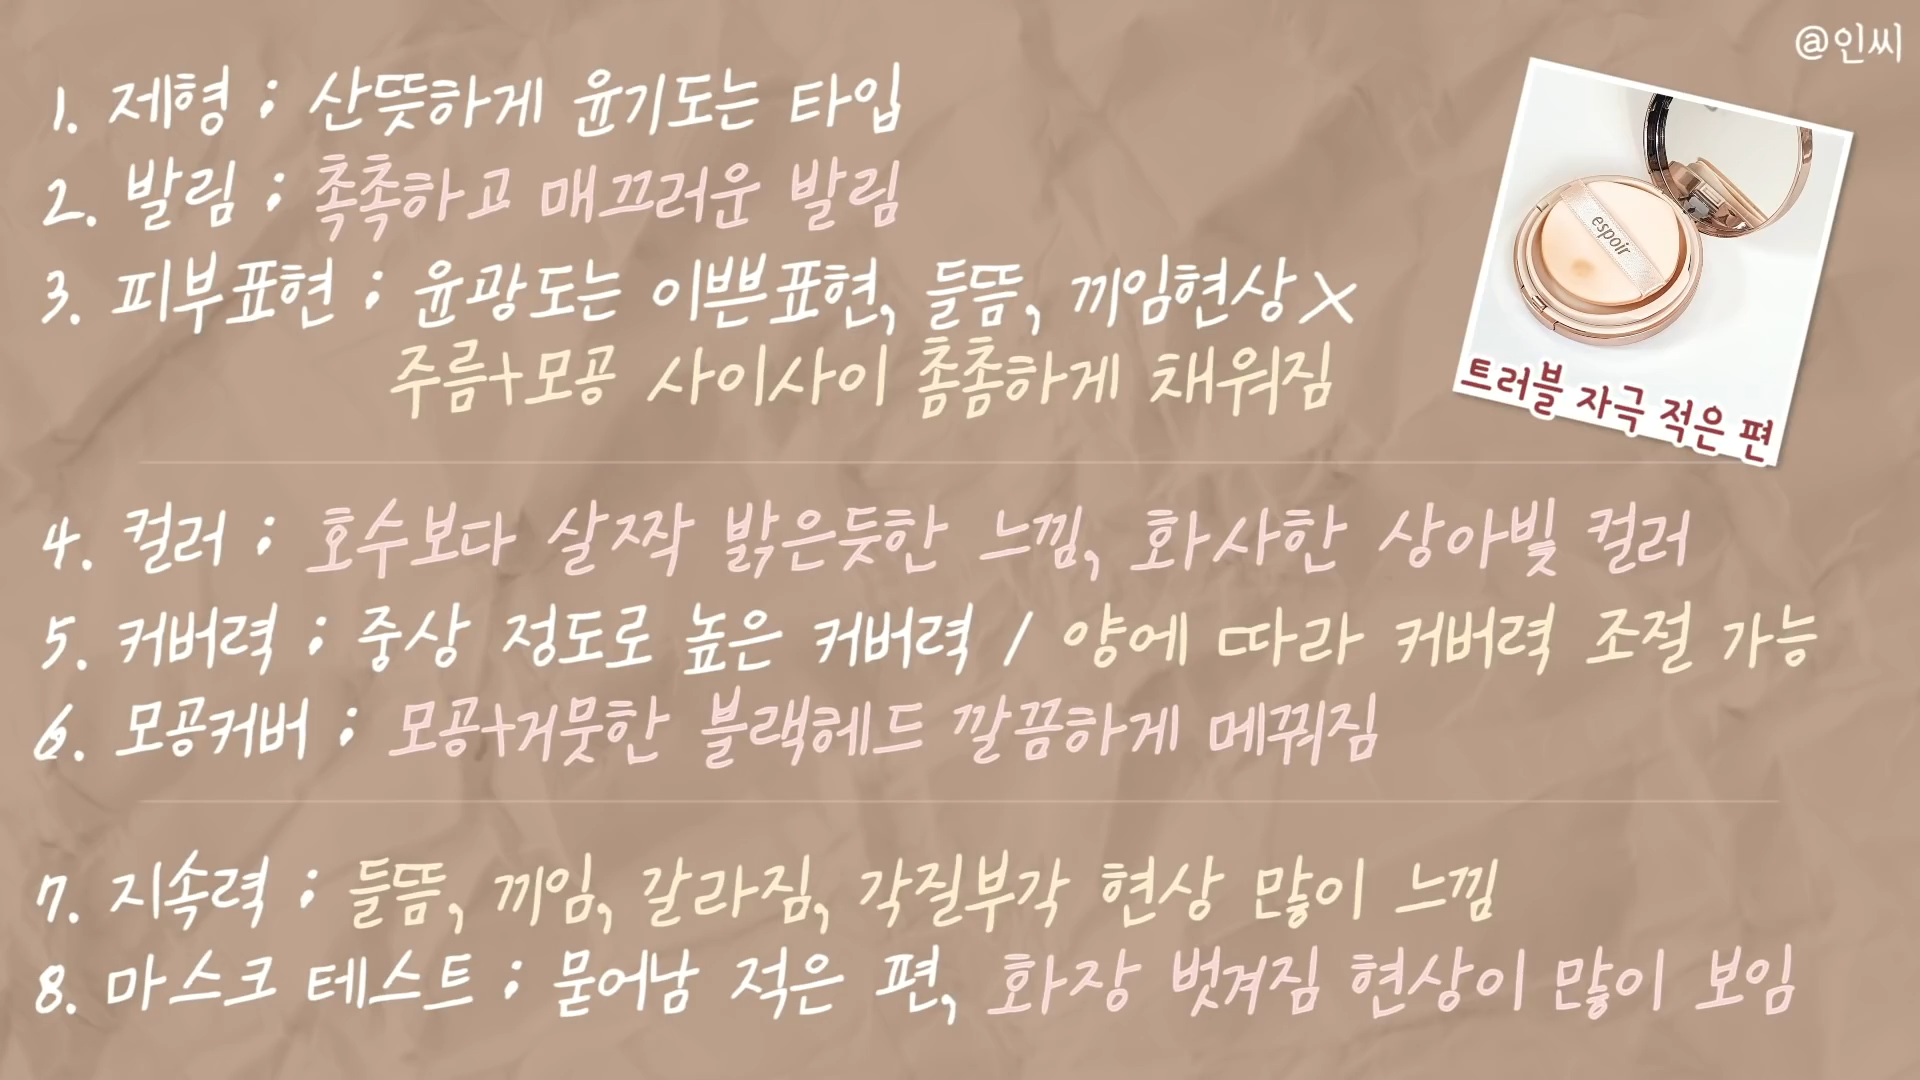 @인씨
1. 제형 ; 산뜻하게 윤기도는 타입
2. 발림 ; 촉촉하고 매끄러운 발림
3. 피부표현 ; 윤광도는 이쁜표현, 들뜸, 끼임현상X
주름+모공 사이사이 촘촘하게 채워짐
espoir
트러블 자극 적은 편
4. 컬러 ; 호수보다 살짝 밝은듯한 느낌, 화사한 상아빛 컬러
5. 커버력 ; 중상 정도로 높은 커버력 / 양에 따라 커버력 조절 가능
6. 모공커버 ; 모공+거뭇한 블랙헤드 깔끔하게 메꿔짐
7. 지속력 ; 들뜸, 끼임, 갈라짐, 각질부각 현상 많이 느낌
8. 마스크 테스트 ; 묻어남 적은 편, 화장 벗겨짐 현상이 많이 보임